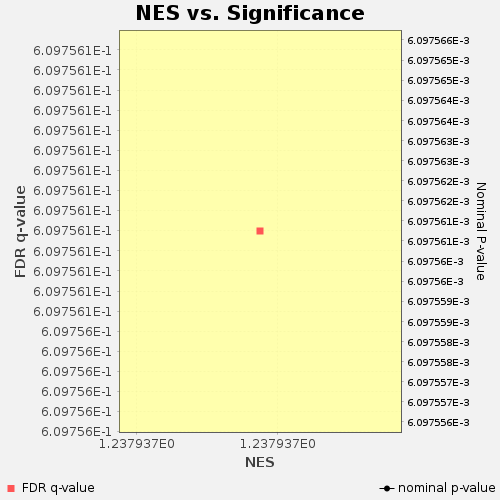 NES vs. Significance
6.097561E-1
6.097561E-1
6.097561E-1
6.097561E-1
6.097561E-1
6.097561E-1
6.097561E-1
6.097561E-1
6.097561E-1
6.097561E-1
6.097561E-1
6.097561E-1
6.097561E-1
6.097561E-1
6.09756E-1
6.09756E-1
6.09756E-1
6.09756E-1
6.09756E-1
6.09756E-1
FDR q-value
6.097566E-3
6.097565E-3
6.097565E-3
6.097564E-3
6.097564E-3
6.097563E-3
6.097563E-3
6.097562E-3
6.097562E-3
6.097561E-3
6.097561E-3
6.09756E-3
6.09756E-3
6.097559E-3
6.097559E-3
6.097558E-3
6.097558E-3
6.097557E-3
6.097557E-3
6.097556E-3
Nominal P-value
1.237937E0 1.237937E0
NES
FDR q-value nominal p-value